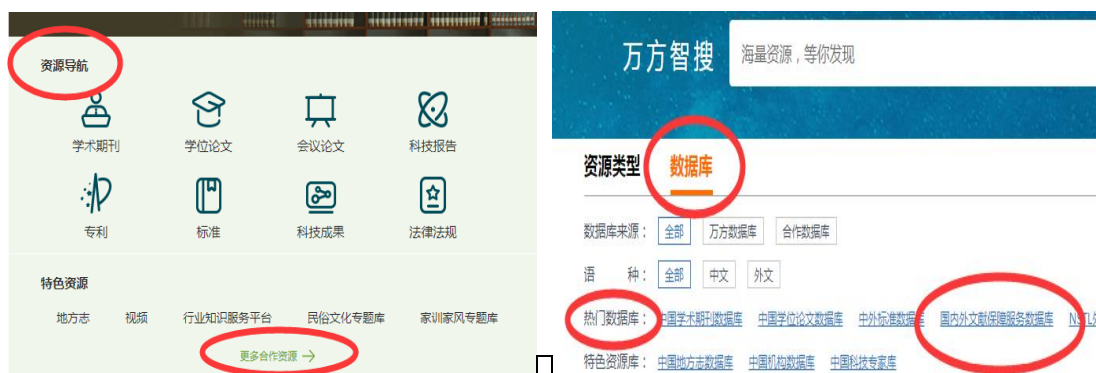 资源导航
学术期刊 学位论文 会议论文 科技报告
专利 标准 科技成果 法律法规
特色资源
地方志 视频 行业知识服务平台 民俗文化专题库 家训家风专题库
更多合作资源 →
万方智搜 海量资源，等你发现
资源类型 数据库
数据库来源： 全部 万方数据库 合作数据库
语 种： 全部 中文 外文
热门数据库： 中国学术期刊数据库 中国学位论文数据库 中外标准数据库 国内外文献保障服务数据库
特色资源库： 中国地方志数据库 中国机构数据库 中国科技专家库